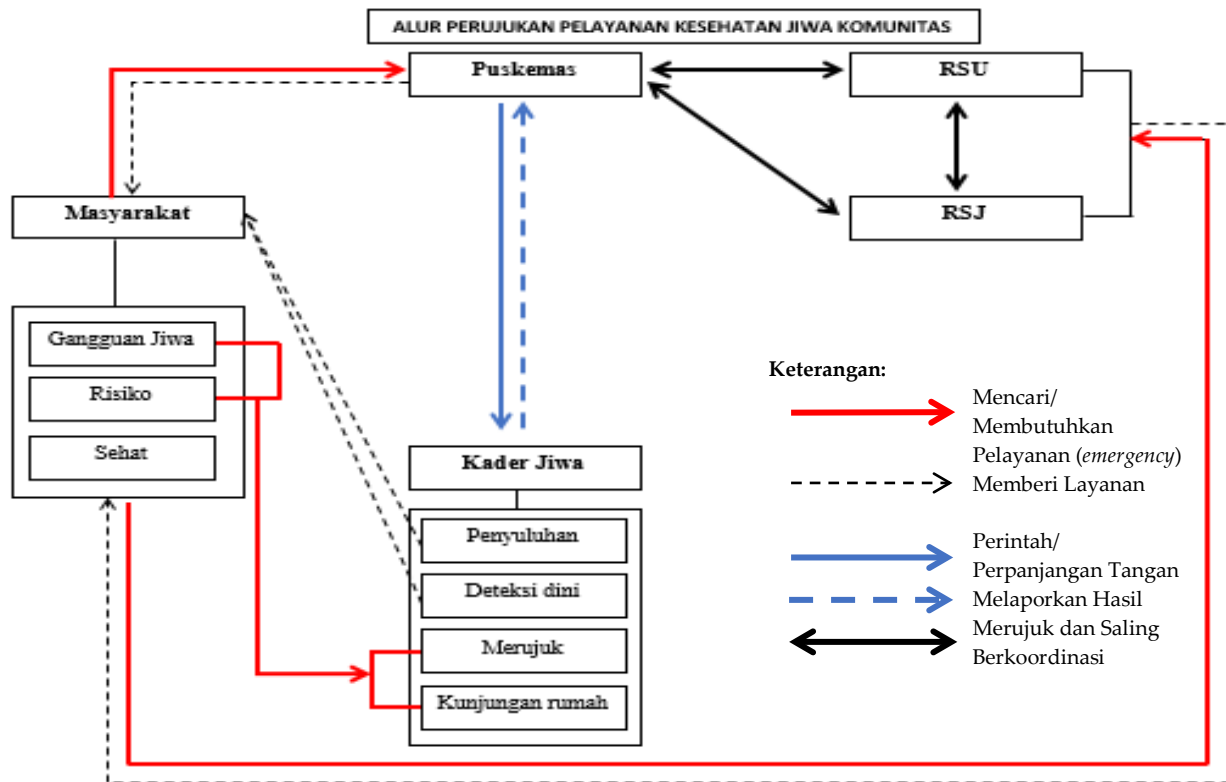 ALUR PERUJUKAN PELAYANAN KESEHATAN JIWA KOMUNITAS
Puskemas
RSU
Masyarakat
RSJ
Gangguan Jiwa
Risiko
Sehat
Kader Jiwa
Penyuluhan
Deteksi dini
Merujuk
Kunjungan rumah
Keterangan:
Mencari/
Membutuhkan
Pelayanan (emergency)
Memberi Layanan
Perintah/
Perpanjangan Tangan
Melaporkan Hasil
Merujuk dan Saling
Berkoordinasi